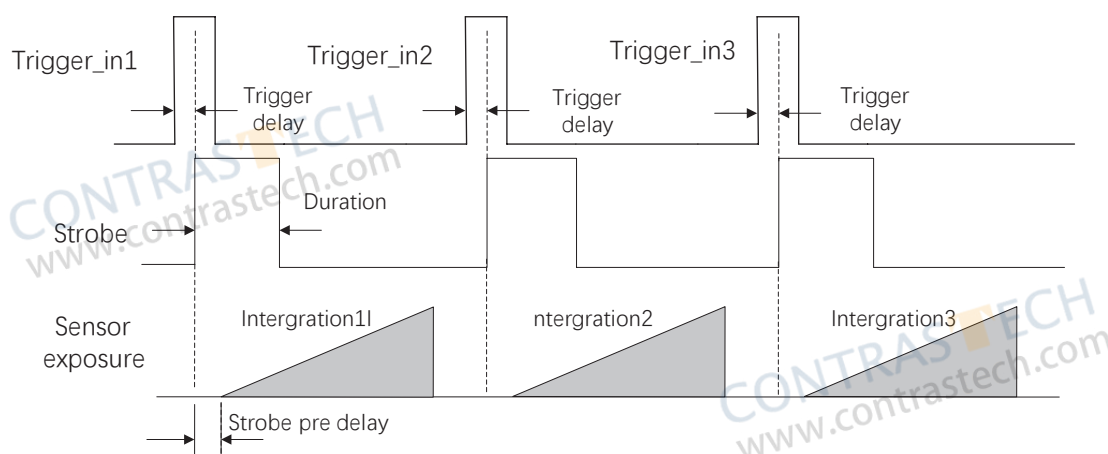 Trigger_in1
Trigger_in2
Trigger_in3
Trigger
delay
Trigger
delay
Trigger
delay
CONTRASTECH
www.contrastech.com
Duration
Strobe
Intergration1I
ntergration2
Intergration3
Sensor
exposure
CONTRASTECH
www.contrastech.com
Strobe pre delay